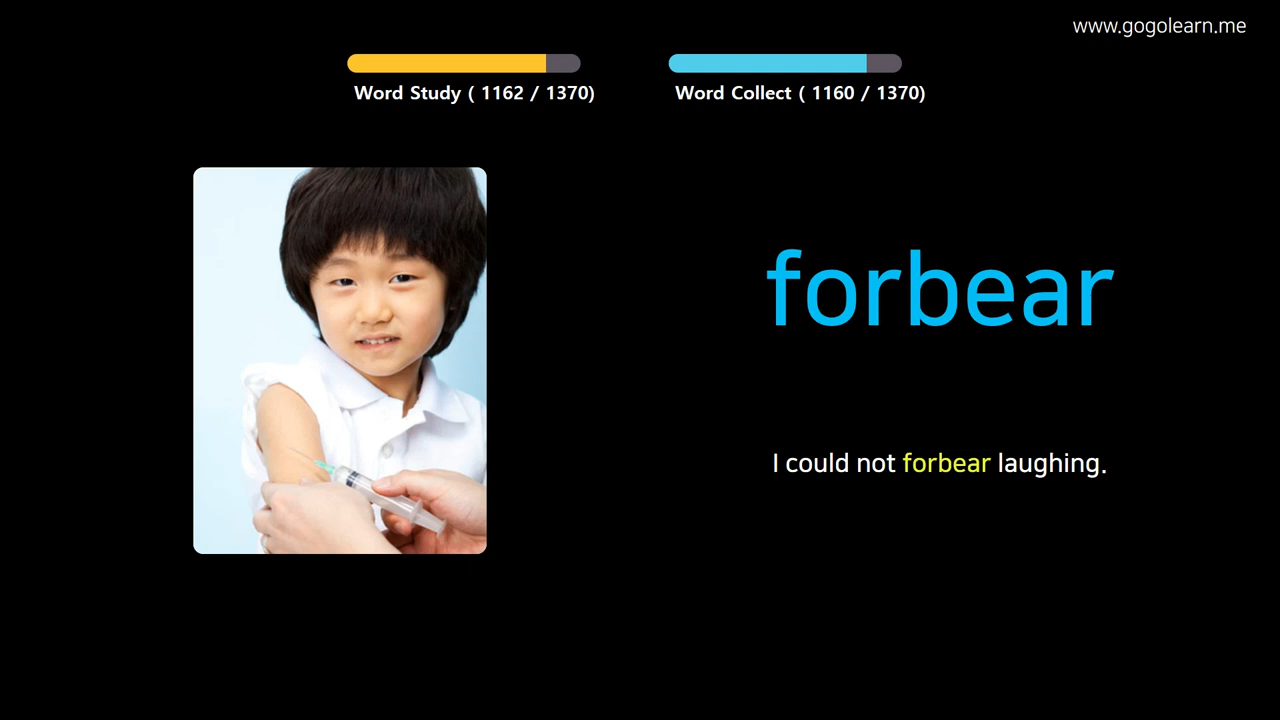 www.gogolearn.me
Word Study ( 1162 / 1370)
Word Collect ( 1160 / 1370)
forbear
I could not forbear laughing.